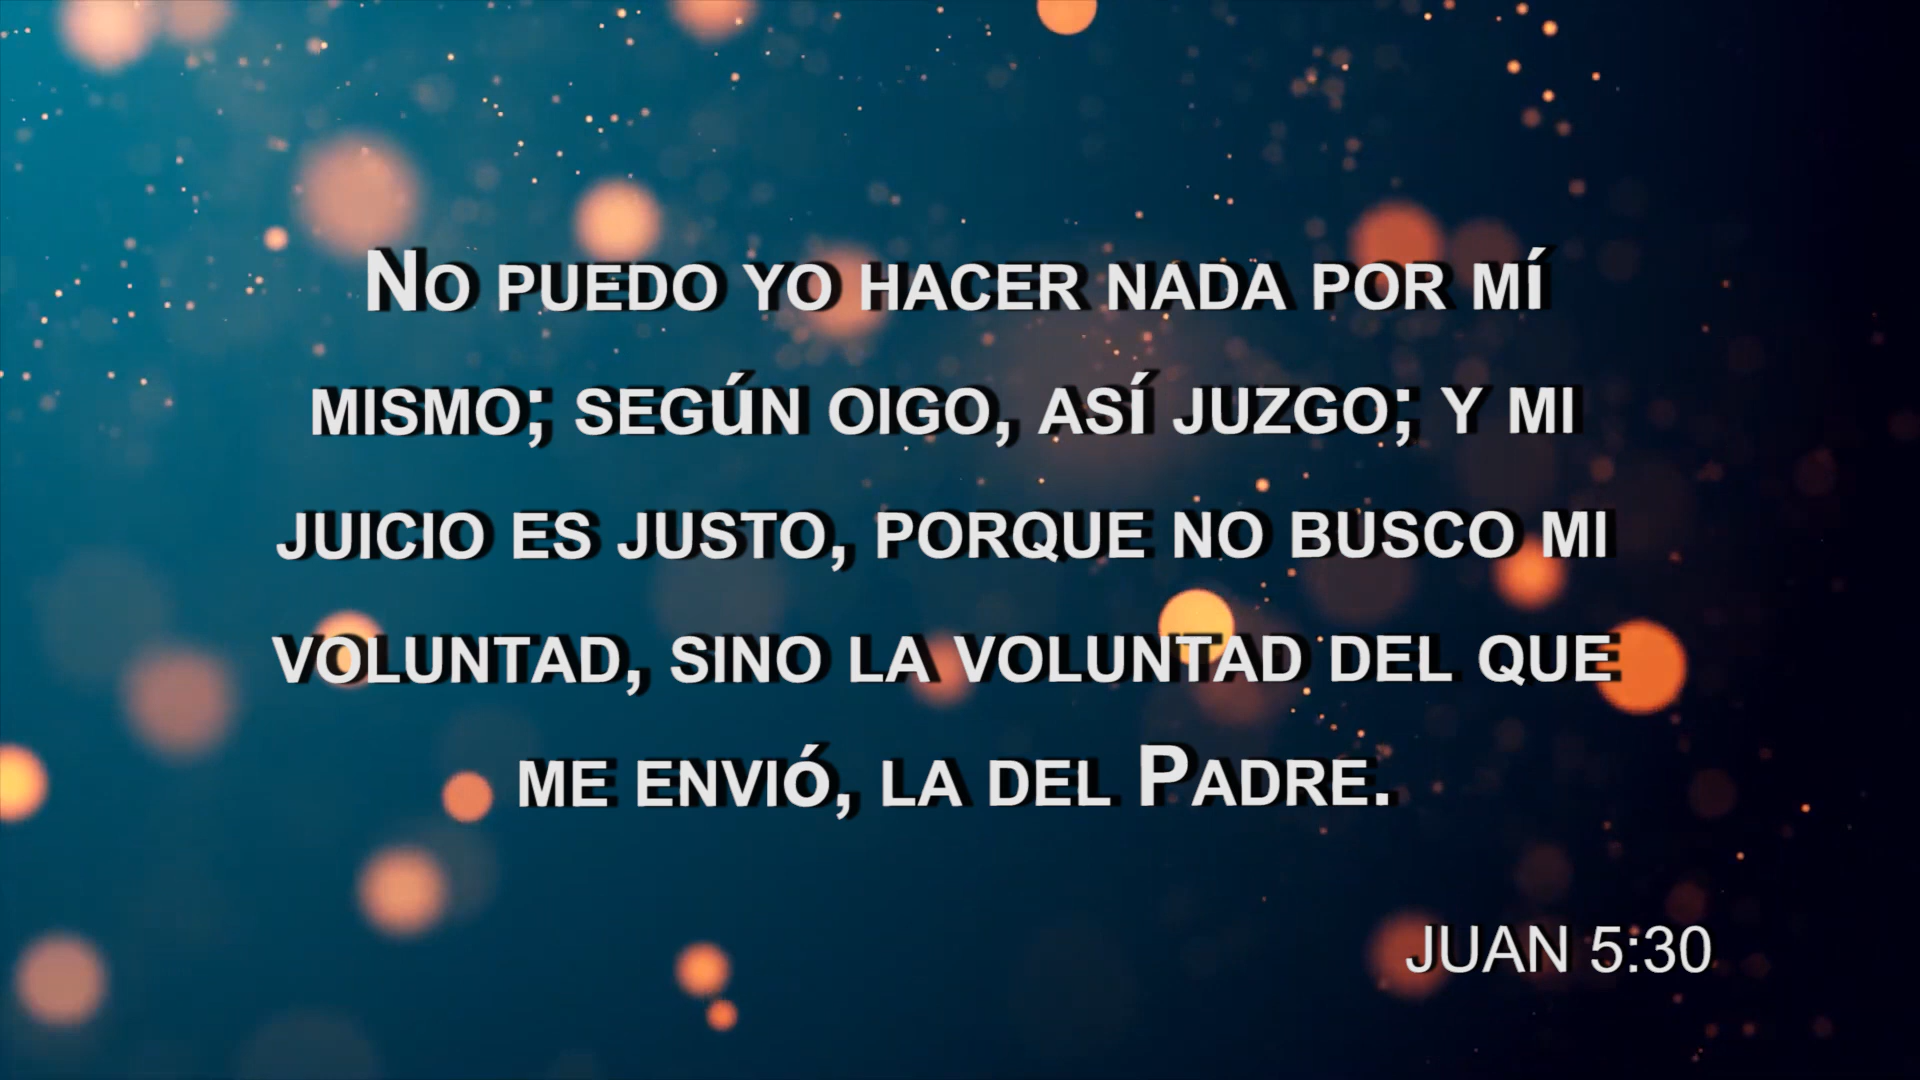 No puedo yo hacer nada por mí
mismo; según oigo, así juzgo; y mi
juicio es justo, porque no busco mi
voluntad, sino la voluntad del que
me envió, la del Padre.
JUAN 5:30